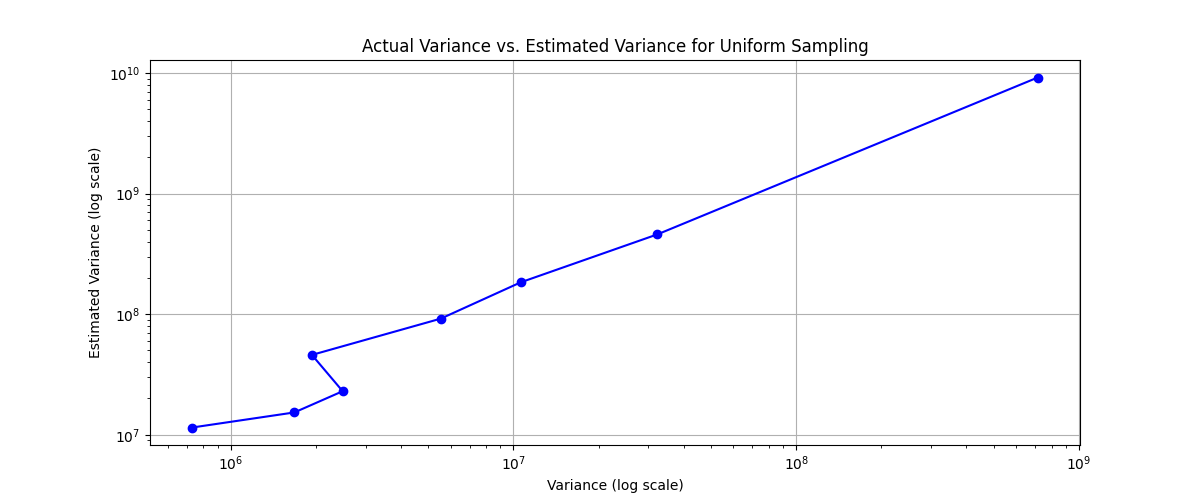 Actual Variance vs. Estimated Variance for Uniform Sampling
Estimated Variance (log scale)
10^10
10^9
10^8
10^7
10^6
10^7
10^8
10^9
Variance (log scale)